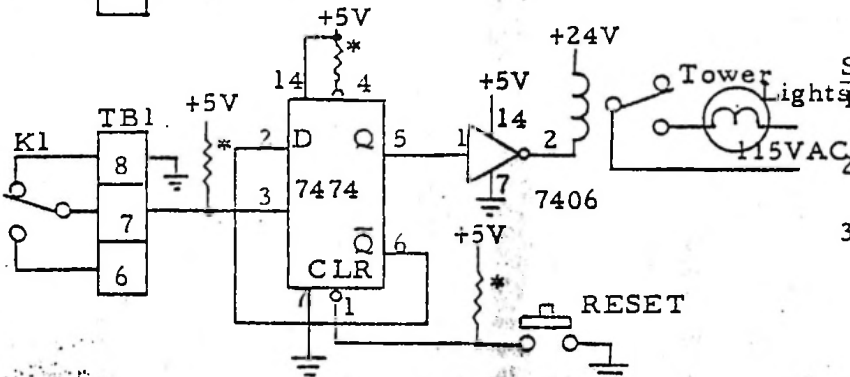 +5V
*
+24V
14
4
+5V
Tower
Lights
TB1
+5V
14
K1
*
2
D
Q
5
1
2
8
115VAC
3
7474
7
7406
7
+5V
3
Q
6
6
CLR
*
7
1
RESET